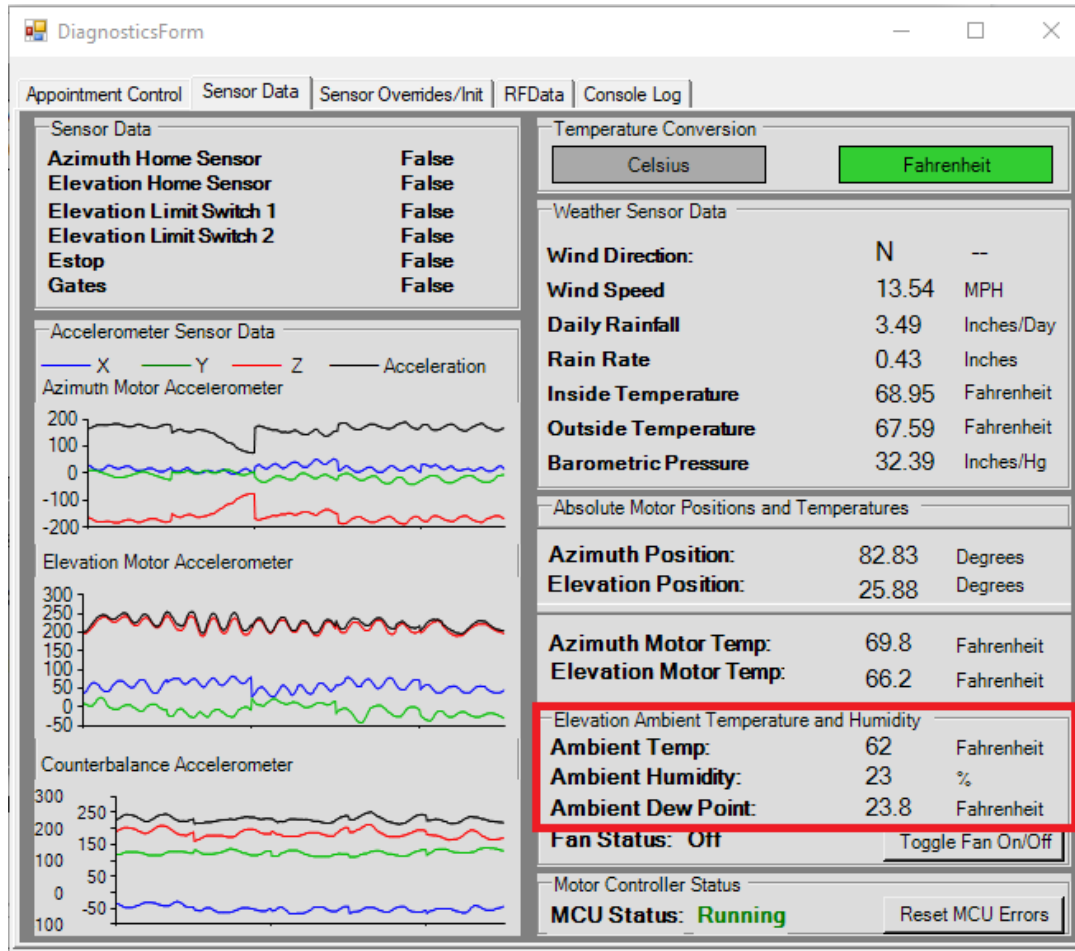 DiagnosticsForm
Appointment Control Sensor Data Sensor Overrides/Init RFData Console Log
Sensor Data
Azimuth Home Sensor False
Elevation Home Sensor False
Elevation Limit Switch 1 False
Elevation Limit Switch 2 False
Estop False
Gates False
Accelerometer Sensor Data
X Y Z Acceleration
Azimuth Motor Accelerometer
200
100
0
-100
-200
Elevation Motor Accelerometer
300
250
200
150
100
50
0
-50
Counterbalance Accelerometer
300 250
200
150
100
50
0
-50
100
Temperature Conversion
Celsius Fahrenheit
Weather Sensor Data
Wind Direction: N --
Wind Speed 13.54 MPH
Daily Rainfall 3.49 Inches/Day
Rain Rate 0.43 Inches
Inside Temperature 68.95 Fahrenheit
Outside Temperature 67.59 Fahrenheit
Barometric Pressure 32.39 Inches/Hg
Absolute Motor Positions and Temperatures
Azimuth Position: 82.83 Degrees
Elevation Position: 25.88 Degrees
Azimuth Motor Temp: 69.8 Fahrenheit
Elevation Motor Temp: 66.2 Fahrenheit
Elevation Ambient Temperature and Humidity
Ambient Temp: 62 Fahrenheit
Ambient Humidity: 23 %
Ambient Dew Point: 23.8 Fahrenheit
Fan Status: Off Toggle Fan On/Off
Motor Controller Status
MCU Status: Running Reset MCU Errors